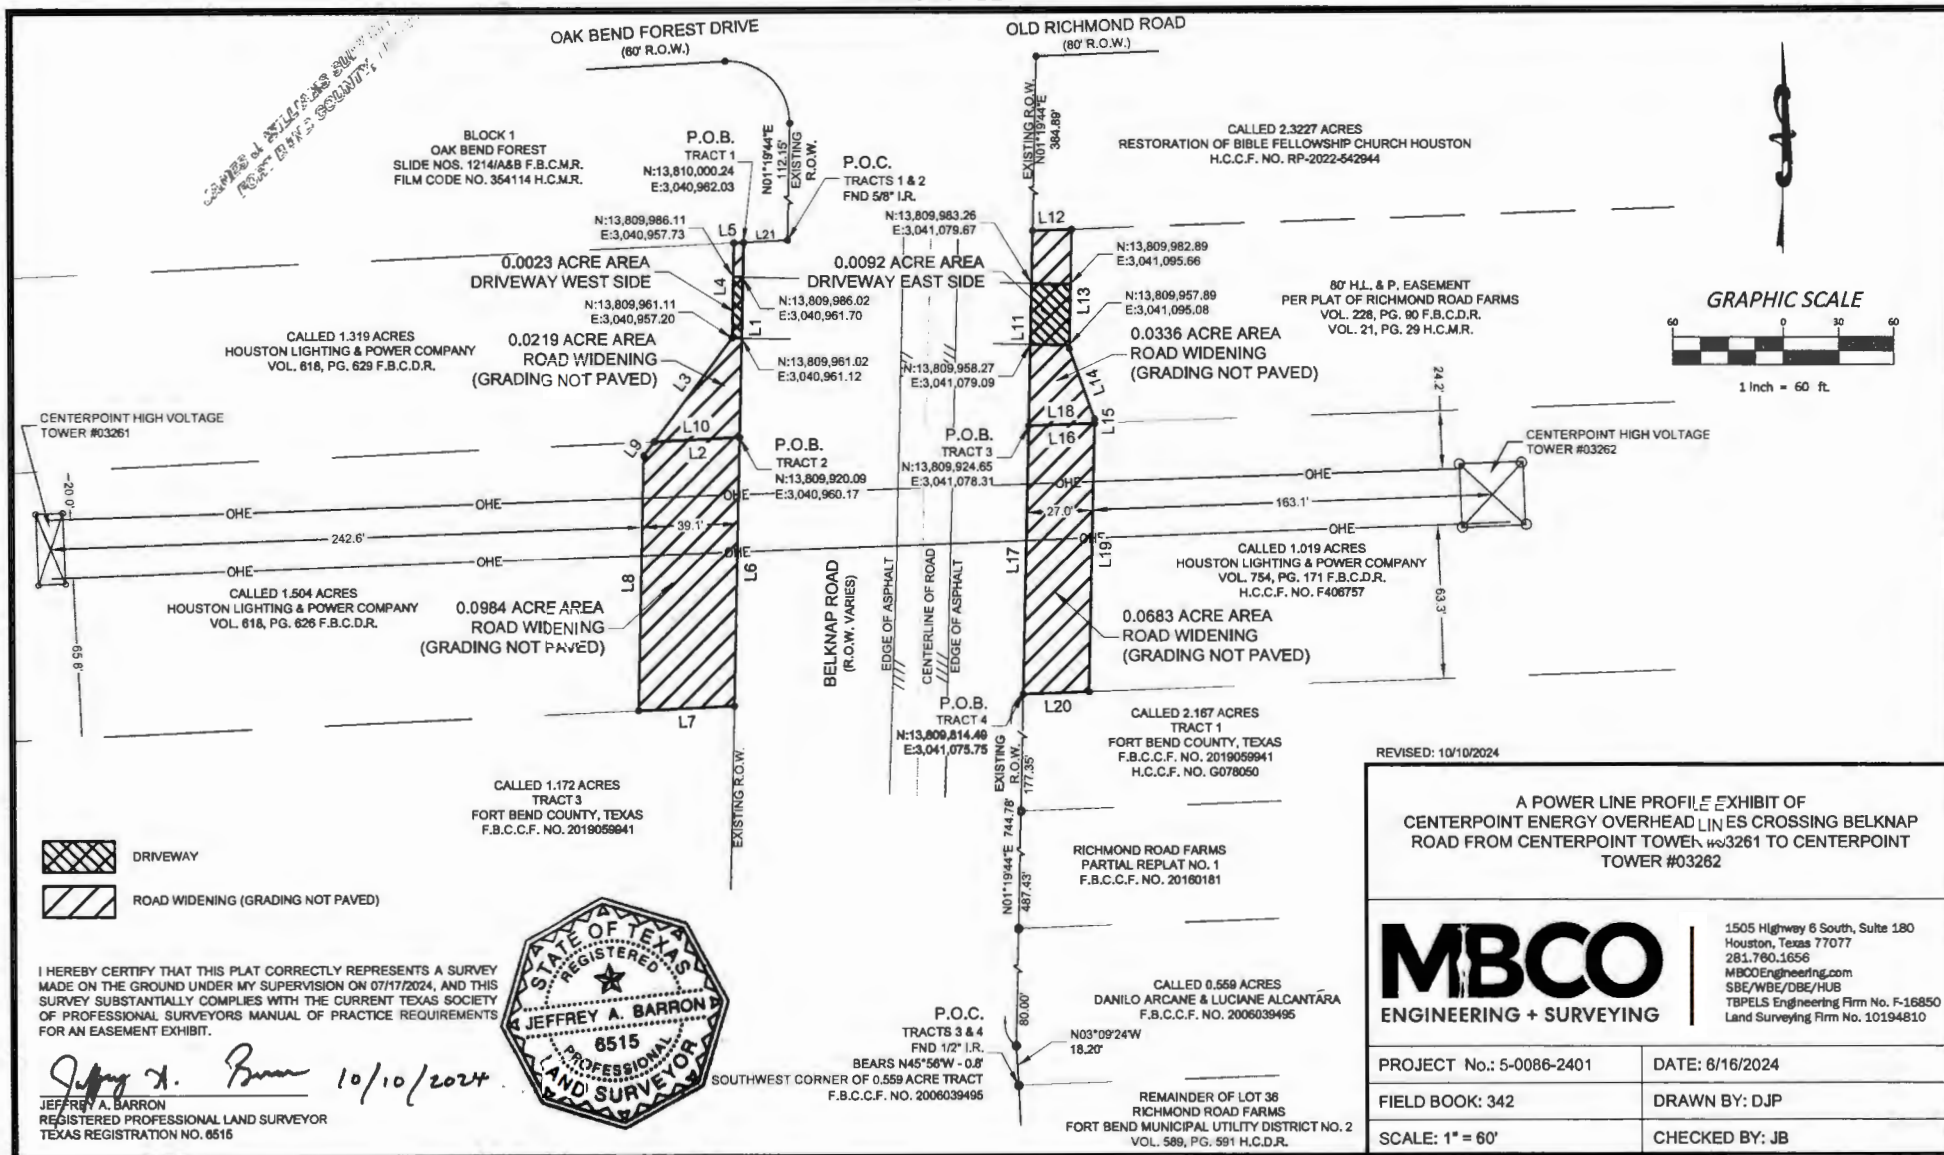 OAK BEND FOREST DRIVE
(60' R.O.W.)
OLD RICHMOND ROAD
(80' R.O.W.)
BLOCK 1
OAK BEND FOREST
SLIDE NOS. 1214/A&B F.B.C.M.R.
FILM CODE NO. 354114 H.C.M.R.
P.O.B.
TRACT 1
N:13,810,000.24
E:3,040,962.03
N01°19'44"E
112.15'
EXISTING
R.O.W.
P.O.C.
TRACTS 1 & 2
FND 5/8" I.R.
EXISTING R.O.W.
N01°19'44"E
384.89'
CALLED 2.3227 ACRES
RESTORATION OF BIBLE FELLOWSHIP CHURCH HOUSTON
H.C.C.F. NO. RP-2022-542944
N:13,809,986.11
E:3,040,957.73
L5
L21
N:13,809,983.26
E:3,041,079.67
L12
N:13,809,982.89
E:3,041,095.66
0.0023 ACRE AREA
DRIVEWAY WEST SIDE
L4
0.0092 ACRE AREA
DRIVEWAY EAST SIDE
N:13,809,961.11
E:3,040,957.20
L1
N:13,809,986.02
E:3,040,961.70
L11
L13
N:13,809,957.89
E:3,041,095.08
80' H.L. & P. EASEMENT
PER PLAT OF RICHMOND ROAD FARMS
VOL. 228, PG. 90 F.B.C.D.R.
VOL. 21, PG. 29 H.C.M.R.
GRAPHIC SCALE
60 0 30 60
1 Inch = 60 ft.
CALLED 1.319 ACRES
HOUSTON LIGHTING & POWER COMPANY
VOL. 618, PG. 629 F.B.C.D.R.
0.0219 ACRE AREA
ROAD WIDENING
(GRADING NOT PAVED)
L3
N:13,809,961.02
E:3,040,961.12
N:13,809,958.27
E:3,041,079.09
0.0336 ACRE AREA
ROAD WIDENING
(GRADING NOT PAVED)
L14
L15
24.2'
CENTERPOINT HIGH VOLTAGE
TOWER #03261
L9
L10
L2
P.O.B.
TRACT 2
N:13,809,920.09
E:3,040,960.17
P.O.B.
TRACT 3
N:13,809,924.65
E:3,041,078.31
L18
L16
CENTERPOINT HIGH VOLTAGE
TOWER #03262
20.0'
OHE
OHE
OHE
OHE
OHE
OHE
242.6'
39.1'
27.0'
163.1'
OHE
OHE
OHE
OHE
OHE
L8
L6
L17
L19
CALLED 1.504 ACRES
HOUSTON LIGHTING & POWER COMPANY
VOL. 618, PG. 626 F.B.C.D.R.
0.0984 ACRE AREA
ROAD WIDENING
(GRADING NOT PAVED)
65.8'
BELKNAP ROAD
(R.O.W. VARIES)
EDGE OF ASPHALT
CENTERLINE OF ROAD
EDGE OF ASPHALT
CALLED 1.019 ACRES
HOUSTON LIGHTING & POWER COMPANY
VOL. 754, PG. 171 F.B.C.D.R.
H.C.C.F. NO. F406757
0.0683 ACRE AREA
ROAD WIDENING
(GRADING NOT PAVED)
63.3'
L7
L20
P.O.B.
TRACT 4
N:13,809,814.49
E:3,041,075.75
CALLED 2.167 ACRES
TRACT 1
FORT BEND COUNTY, TEXAS
F.B.C.C.F. NO. 2019059941
H.C.C.F. NO. G078050
EXISTING
R.O.W.
177.35'
CALLED 1.172 ACRES
TRACT 3
FORT BEND COUNTY, TEXAS
F.B.C.C.F. NO. 2019059941
EXISTING R.O.W.
N01°19'44"E 744.78'
487.43'
RICHMOND ROAD FARMS
PARTIAL REPLAT NO. 1
F.B.C.C.F. NO. 20160181
DRIVEWAY
ROAD WIDENING (GRADING NOT PAVED)
I HEREBY CERTIFY THAT THIS PLAT CORRECTLY REPRESENTS A SURVEY
MADE ON THE GROUND UNDER MY SUPERVISION ON 07/17/2024, AND THIS
SURVEY SUBSTANTIALLY COMPLIES WITH THE CURRENT TEXAS SOCIETY
OF PROFESSIONAL SURVEYORS MANUAL OF PRACTICE REQUIREMENTS
FOR AN EASEMENT EXHIBIT.
Jeffrey A. Barron 10/10/2024
JEFFREY A. BARRON
REGISTERED PROFESSIONAL LAND SURVEYOR
TEXAS REGISTRATION NO. 6515
STATE OF TEXAS
REGISTERED
JEFFREY A. BARRON
6515
PROFESSIONAL
LAND SURVEYOR
80.00'
CALLED 0.559 ACRES
DANILO ARCANE & LUCIANE ALCANTARA
F.B.C.C.F. NO. 2006039495
P.O.C.
TRACTS 3 & 4
FND 1/2" I.R.
BEARS N45°56'W - 0.8'
SOUTHWEST CORNER OF 0.559 ACRE TRACT
F.B.C.C.F. NO. 2006039495
N03°09'24"W
18.20'
REMAINDER OF LOT 36
RICHMOND ROAD FARMS
FORT BEND MUNICIPAL UTILITY DISTRICT NO. 2
VOL. 589, PG. 591 H.C.D.R.
REVISED: 10/10/2024
A POWER LINE PROFILE EXHIBIT OF
CENTERPOINT ENERGY OVERHEAD LINES CROSSING BELKNAP
ROAD FROM CENTERPOINT TOWER #03261 TO CENTERPOINT
TOWER #03262
MBCO
ENGINEERING + SURVEYING
1505 Highway 6 South, Suite 180
Houston, Texas 77077
281.760.1656
MBCOEngineering.com
SBE/WBE/DBE/HUB
TBPELS Engineering Firm No. F-16850
Land Surveying Firm No. 10194810
PROJECT No.: 5-0086-2401
DATE: 6/16/2024
FIELD BOOK: 342
DRAWN BY: DJP
SCALE: 1" = 60'
CHECKED BY: JB